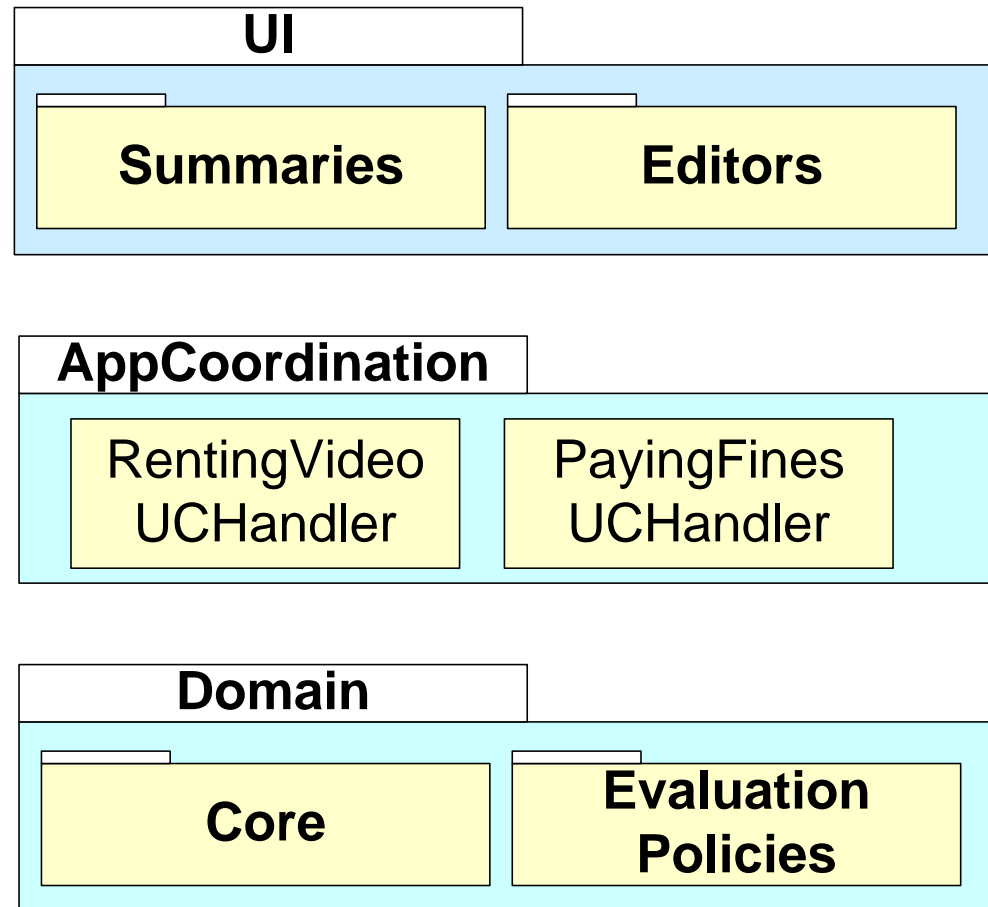 UI
Summaries
Editors
AppCoordination
RentingVideo
UCHandler
PayingFines
UCHandler
Domain
Core
Evaluation
Policies